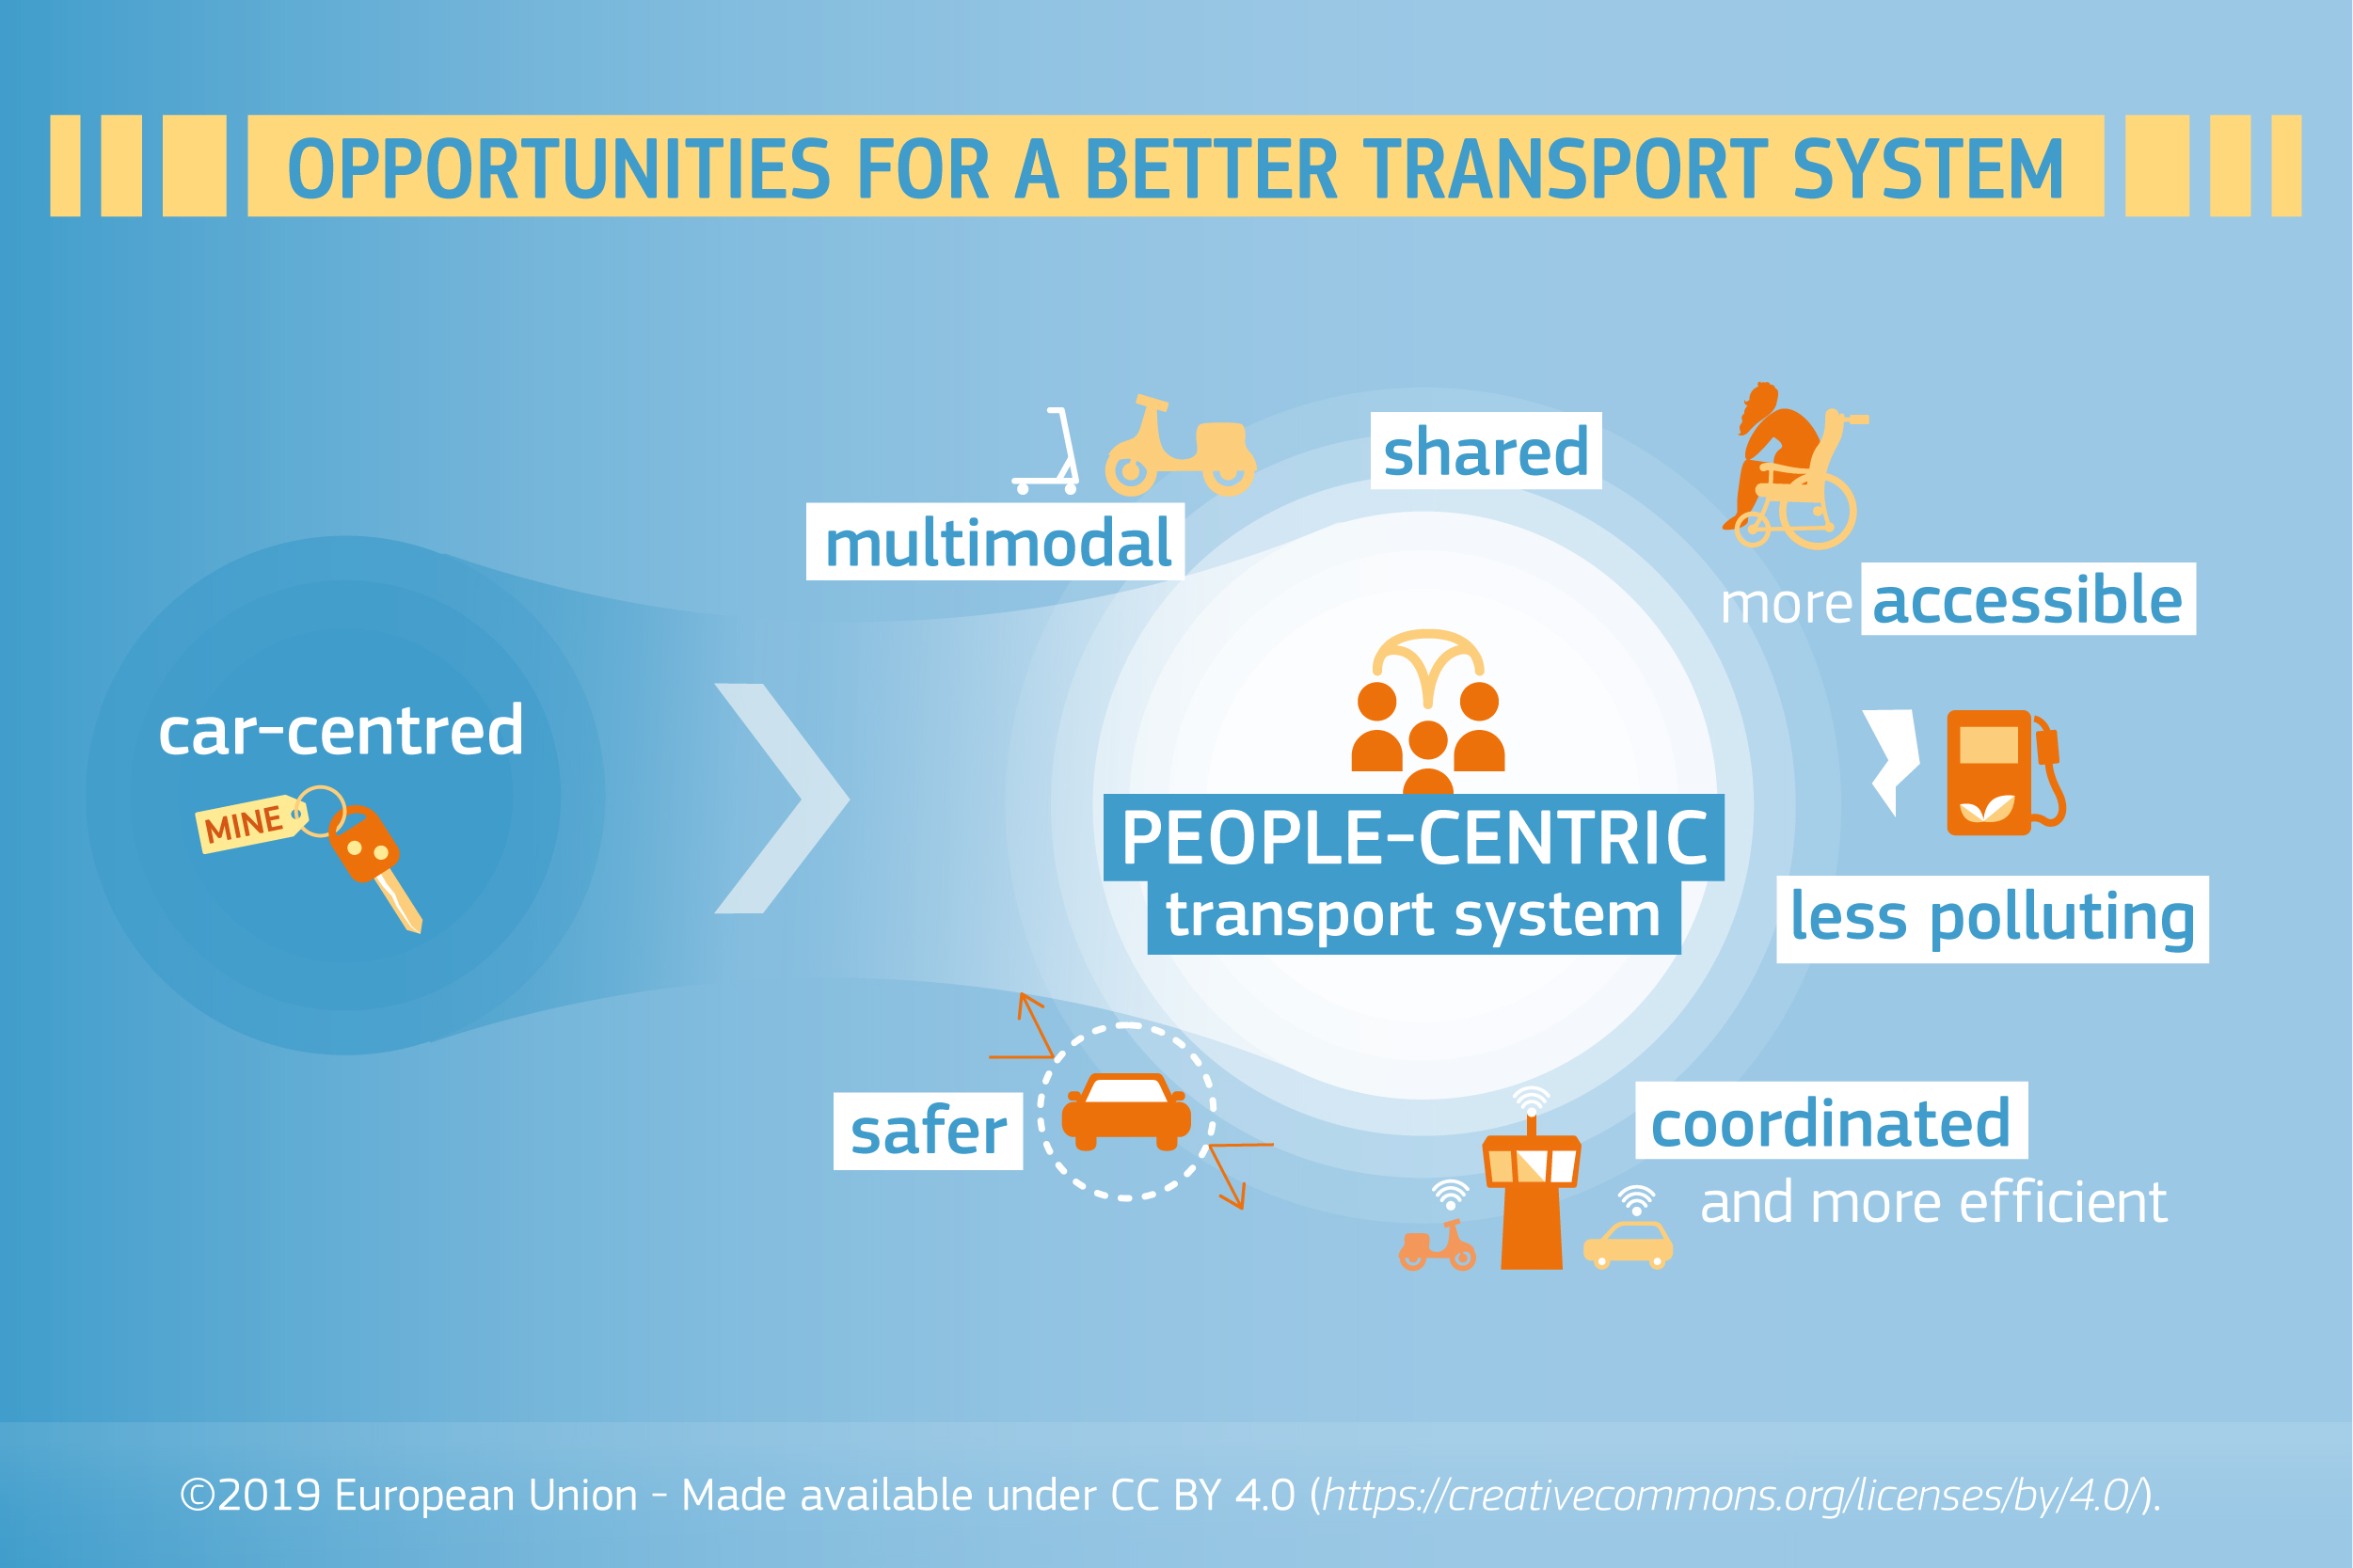 OPPORTUNITIES FOR A BETTER TRANSPORT SYSTEM
car-centred
MINE
multimodal
shared
more accessible
PEOPLE-CENTRIC
transport system
less polluting
safer
coordinated
and more efficient
©2019 European Union - Made available under CC BY 4.0 (https://creativecommons.org/licenses/by/4.0/).